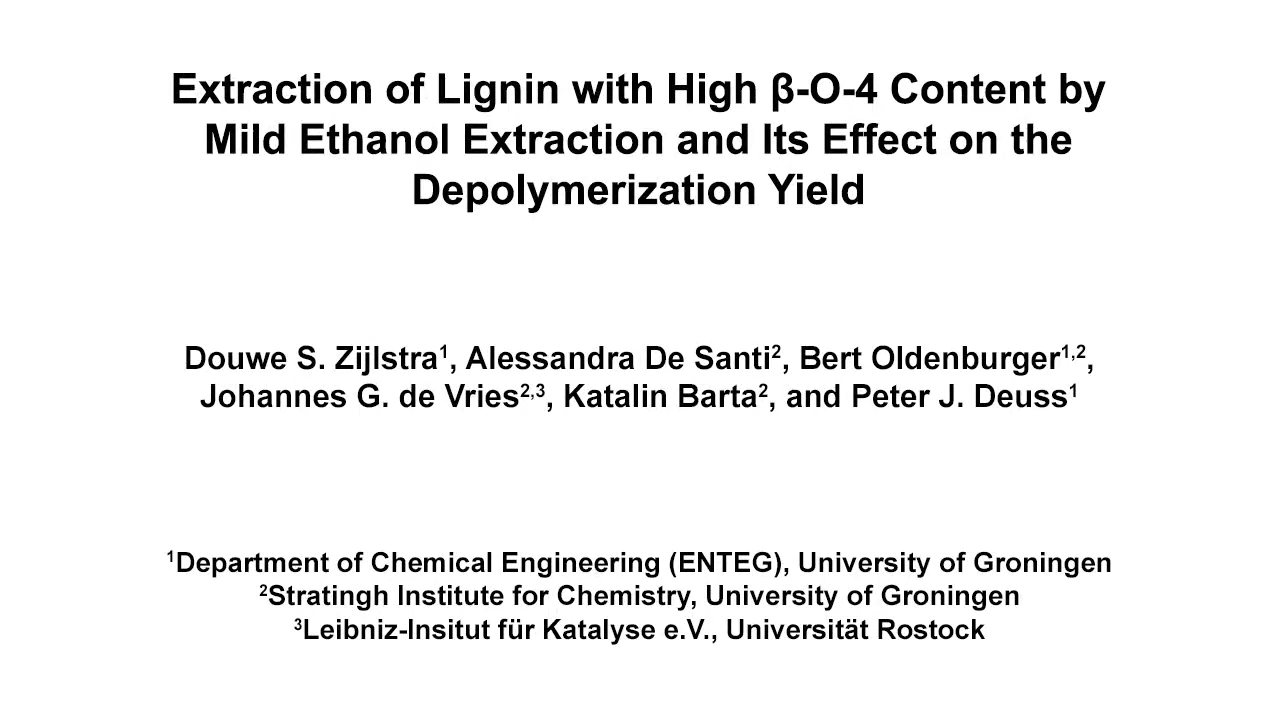 Extraction of Lignin with High β-O-4 Content by
Mild Ethanol Extraction and Its Effect on the
Depolymerization Yield
Douwe S. Zijlstra¹, Alessandra De Santi², Bert Oldenburger¹,²,
Johannes G. de Vries²,³, Katalin Barta², and Peter J. Deuss¹
¹Department of Chemical Engineering (ENTEG), University of Groningen
²Stratingh Institute for Chemistry, University of Groningen
³Leibniz-Insitut für Katalyse e.V., Universität Rostock